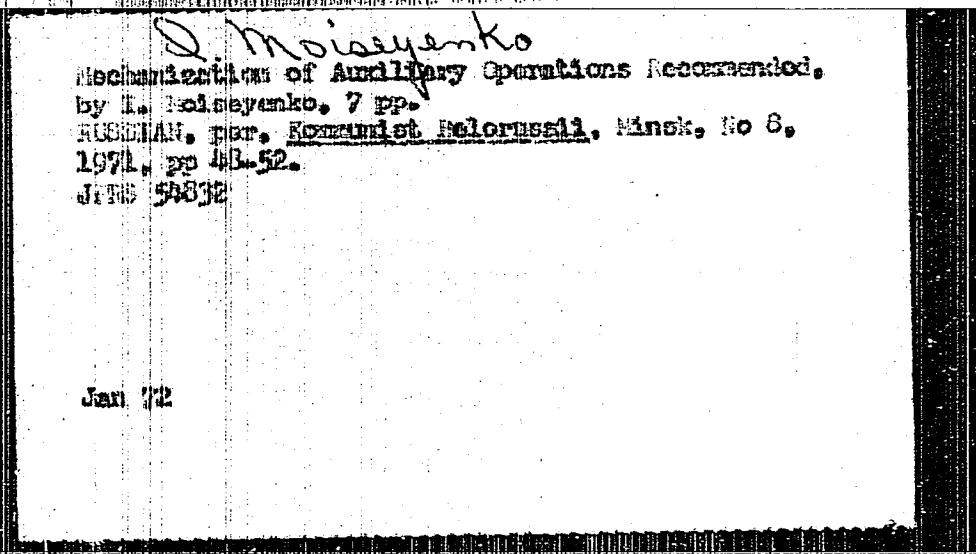 I. Moiseyenko
Mechanization of Auxiliary Operations Recommended,
by I. Moiseyenko, 7 pp.
RUSSIAN, per, Kommunist Belorussii, Minsk, No 8,
1971, pp 48-52.
JPRS 54832
Jan 72